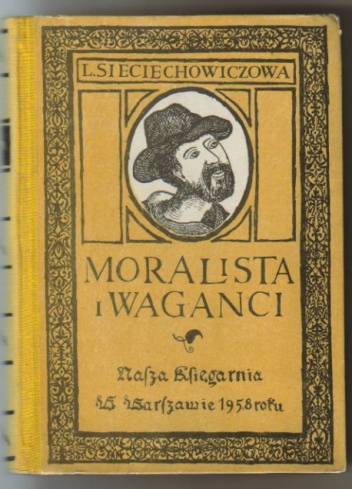 L. SIECIECHOWICZOWA
MORALISTA
I WAGANCI
Nasza Księgarnia
W Warszawie 1958 roku